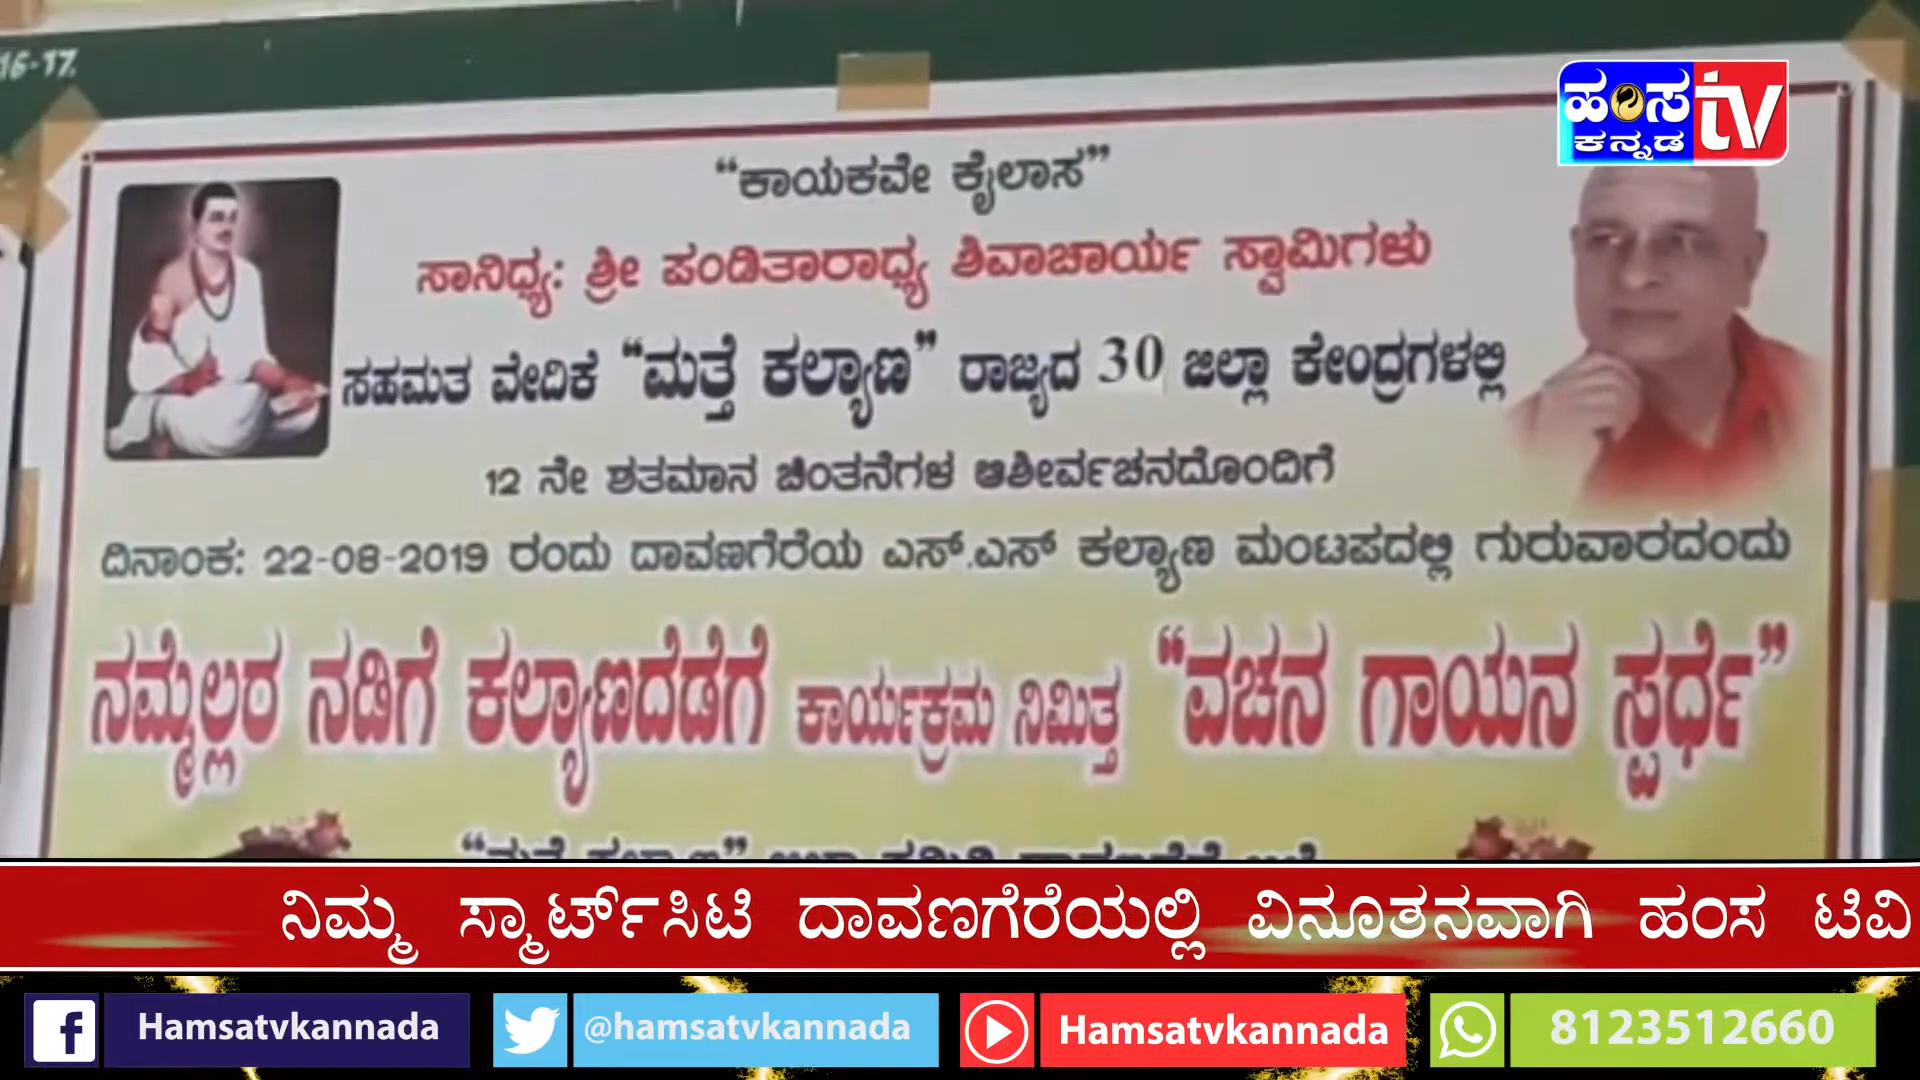 16-17.
ಹಂಸ tv
ಕನ್ನಡ
“ಕಾಯಕವೇ ಕೈಲಾಸ”
ಸಾನಿಧ್ಯ: ಶ್ರೀ ಪಂಡಿತಾರಾಧ್ಯ ಶಿವಾಚಾರ್ಯ ಸ್ವಾಮಿಗಳು
ಸಹಮತ ವೇದಿಕೆ “ಮತ್ತೆ ಕಲ್ಯಾಣ” ರಾಜ್ಯದ 30 ಜಿಲ್ಲಾ ಕೇಂದ್ರಗಳಲ್ಲಿ
12 ನೇ ಶತಮಾನ ಚಿಂತನೆಗಳ ಆಶೀರ್ವಚನದೊಂದಿಗೆ
ದಿನಾಂಕ: 22-08-2019 ರಂದು ದಾವಣಗೆರೆಯ ಎಸ್.ಎಸ್ ಕಲ್ಯಾಣ ಮಂಟಪದಲ್ಲಿ ಗುರುವಾರದಂದು
ನಮ್ಮೆಲ್ಲರ ನಡಿಗೆ ಕಲ್ಯಾಣದೆಡೆಗೆ ಕಾರ್ಯಕ್ರಮ ನಿಮಿತ್ತ “ವಚನ ಗಾಯನ ಸ್ಪರ್ಧೆ”
“ಮತ್ತೆ ಕಲ್ಯಾಣ”
ನಿಮ್ಮ ಸ್ಮಾರ್ಟ್‌ಸಿಟಿ ದಾವಣಗೆರೆಯಲ್ಲಿ ವಿನೂತನವಾಗಿ ಹಂಸ ಟಿವಿ
Hamsatvkannada @hamsatvkannada Hamsatvkannada 8123512660